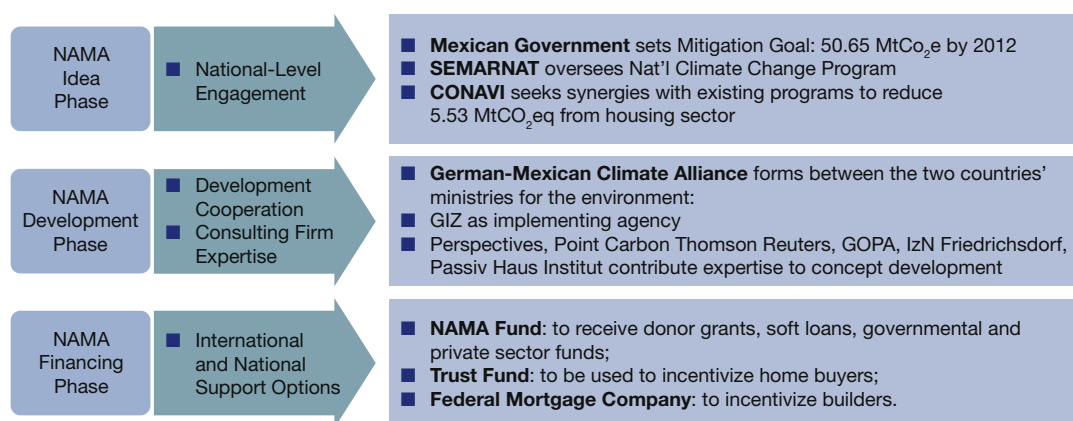 NAMA
Idea
Phase
■ National-Level
Engagement
■ Mexican Government sets Mitigation Goal: 50.65 MtCo₂e by 2012
■ SEMARNAT oversees Nat’l Climate Change Program
■ CONAVI seeks synergies with existing programs to reduce
5.53 MtCO₂eq from housing sector
NAMA
Development
Phase
■ Development
Cooperation
■ Consulting Firm
Expertise
■ German-Mexican Climate Alliance forms between the two countries’
ministries for the environment:
■ GIZ as implementing agency
■ Perspectives, Point Carbon Thomson Reuters, GOPA, IzN Friedrichsdorf,
Passiv Haus Institut contribute expertise to concept development
NAMA
Financing
Phase
■ International
and National
Support Options
■ NAMA Fund: to receive donor grants, soft loans, governmental and
private sector funds;
■ Trust Fund: to be used to incentivize home buyers;
■ Federal Mortgage Company: to incentivize builders.